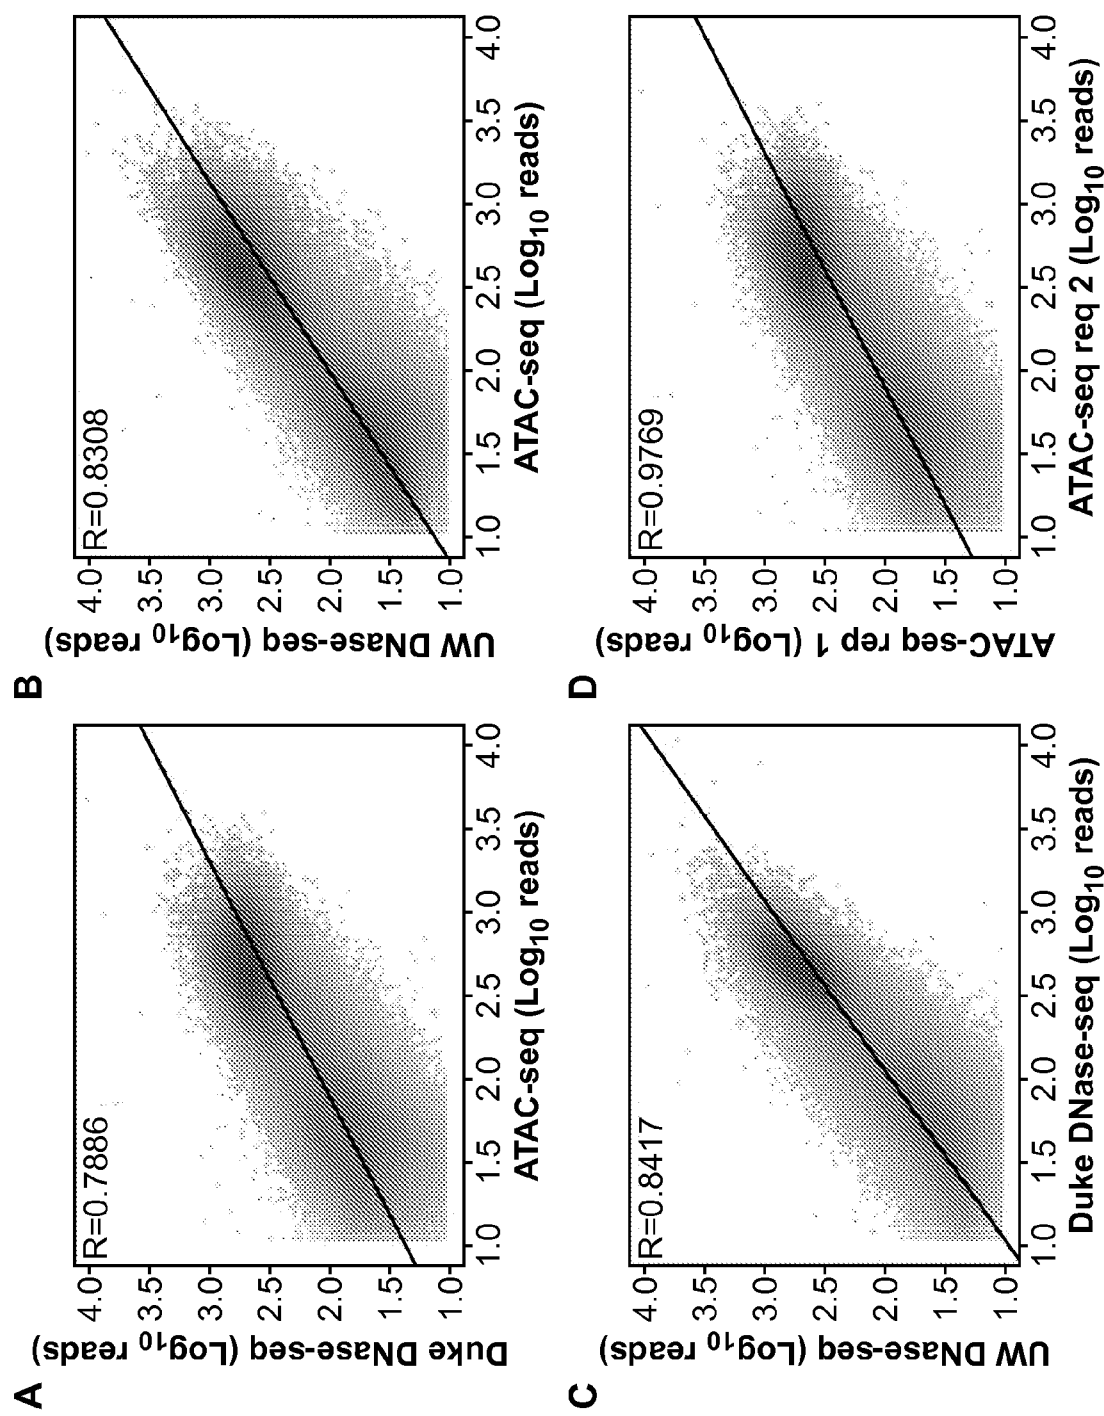 A
R=0.7886
Duke DNase-seq (Log10 reads)
4.0
3.5
3.0
2.5
2.0
1.5
1.0
1.0 1.5 2.0 2.5 3.0 3.5 4.0
ATAC-seq (Log10 reads)
B
R=0.8308
UW DNase-seq (Log10 reads)
4.0
3.5
3.0
2.5
2.0
1.5
1.0
1.0 1.5 2.0 2.5 3.0 3.5 4.0
ATAC-seq (Log10 reads)
C
R=0.8417
UW DNase-seq (Log10 reads)
4.0
3.5
3.0
2.5
2.0
1.5
1.0
1.0 1.5 2.0 2.5 3.0 3.5 4.0
Duke DNase-seq (Log10 reads)
D
R=0.9769
ATAC-seq rep 1 (Log10 reads)
4.0
3.5
3.0
2.5
2.0
1.5
1.0
1.0 1.5 2.0 2.5 3.0 3.5 4.0
ATAC-seq req 2 (Log10 reads)